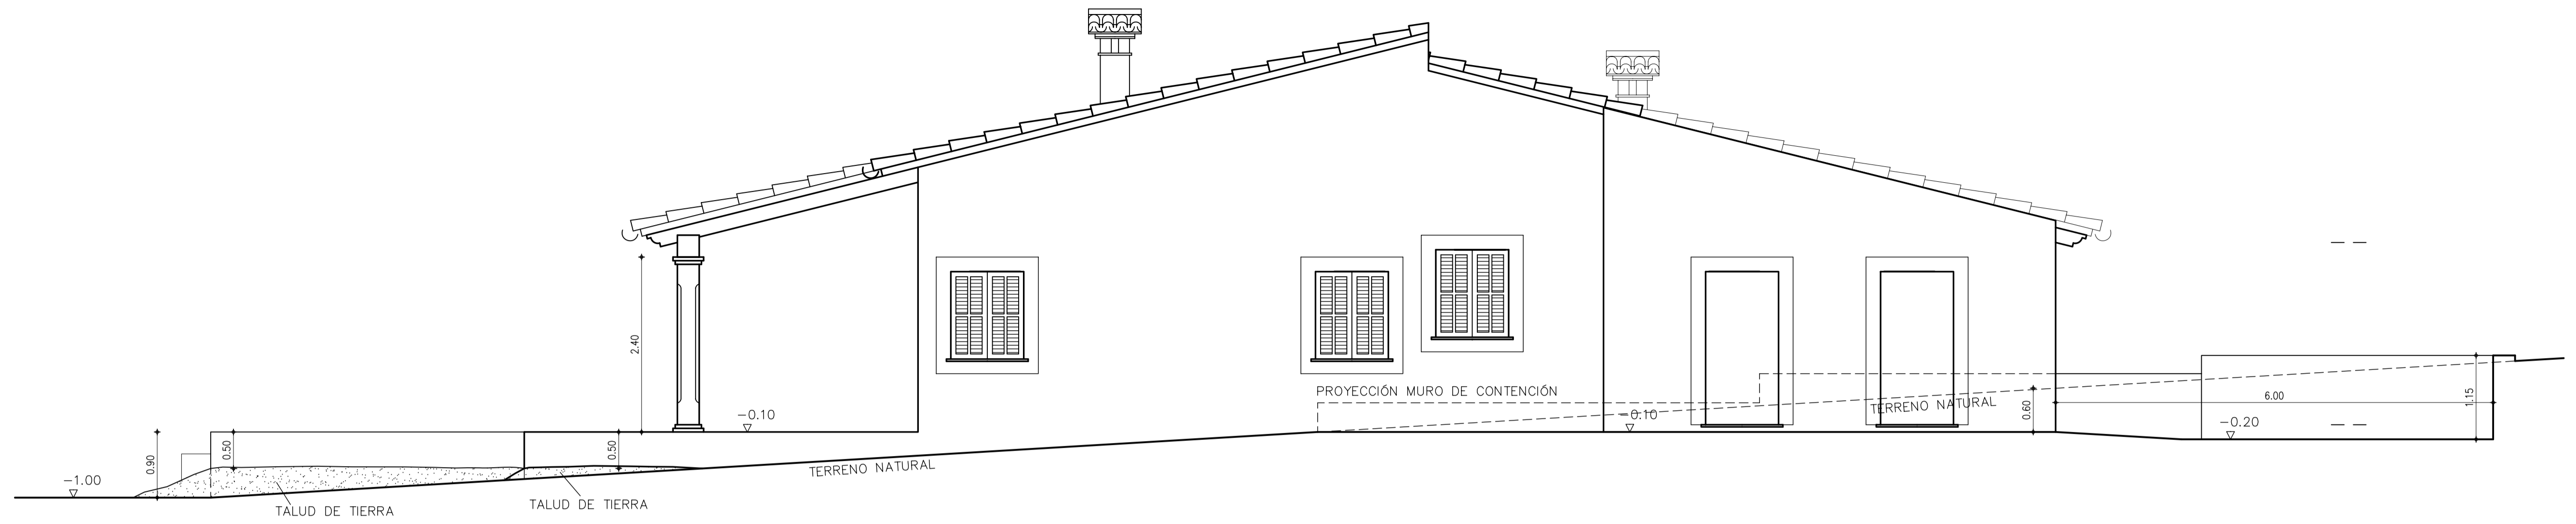 2.40
PROYECCIÓN MURO DE CONTENCIÓN
6.00
1.15
0.60
TERRENO NATURAL
-0.10
-0.10
-0.20
0.50
0.50
0.90
TERRENO NATURAL
-1.00
TALUD DE TIERRA
TALUD DE TIERRA